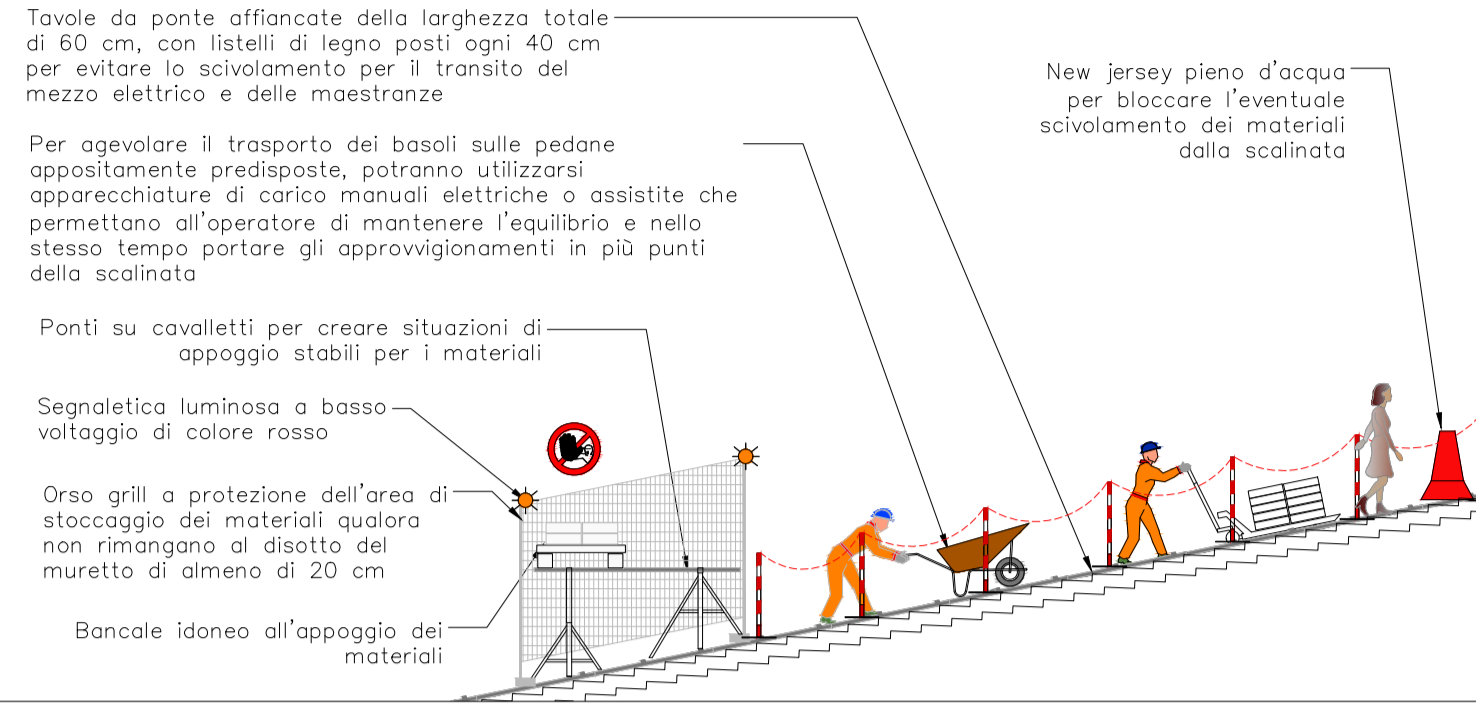 Tavole da ponte affiancate della larghezza totale
di 60 cm, con listelli di legno posti ogni 40 cm
per evitare lo scivolamento per il transito del
mezzo elettrico e delle maestranze
Per agevolare il trasporto dei basoli sulle pedane
appositamente predisposte, potranno utilizzarsi
apparecchiature di carico manuali elettriche o assistite che
permettano all'operatore di mantenere l'equilibrio e nello
stesso tempo portare gli approvvigionamenti in più punti
della scalinata
Ponti su cavalletti per creare situazioni di
appoggio stabili per i materiali
Segnaletica luminosa a basso
voltaggio di colore rosso
Orso grill a protezione dell'area di
stoccaggio dei materiali qualora
non rimangano al disotto del
muretto di almeno di 20 cm
Bancale idoneo all'appoggio dei
materiali
New jersey pieno d'acqua
per bloccare l'eventuale
scivolamento dei materiali
dalla scalinata